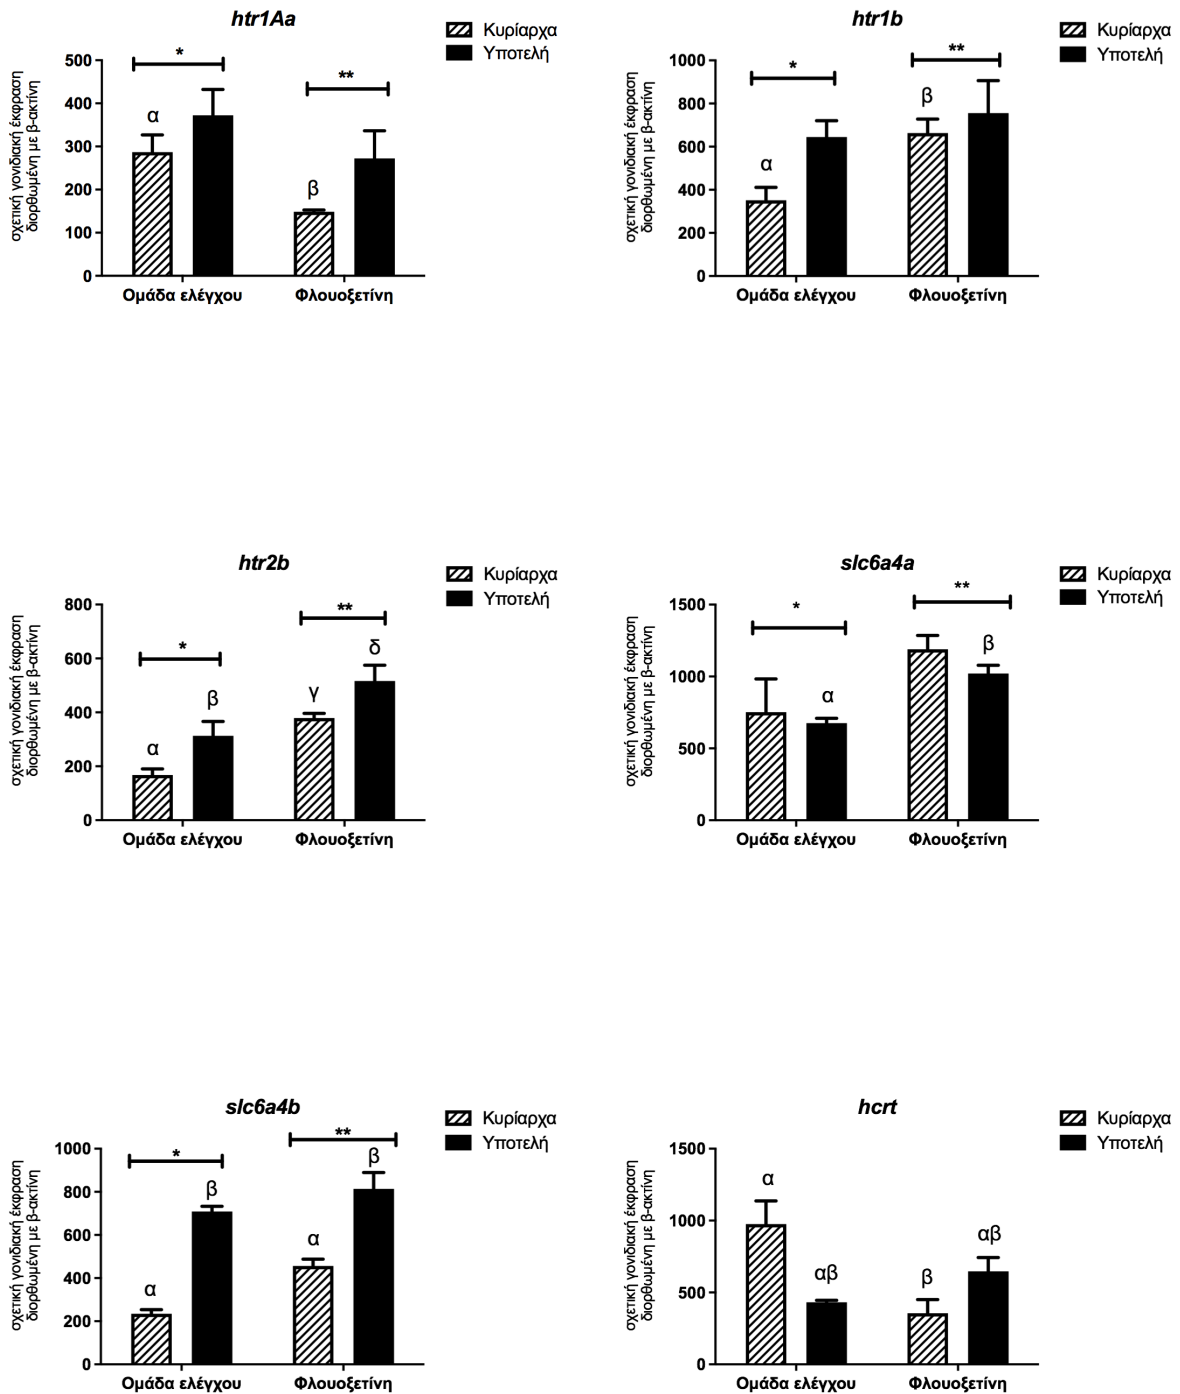 htr1Aa
Κυρίαρχα
Υποτελή
σχετική γονιδιακή έκφραση
διορθωμένη με β-ακτίνη
500
400
300
200
100
0
*
**
α
β
Ομάδα ελέγχου
Φλουοξετίνη
htr1b
Κυρίαρχα
Υποτελή
σχετική γονιδιακή έκφραση
διορθωμένη με β-ακτίνη
1000
800
600
400
200
0
*
**
α
β
Ομάδα ελέγχου
Φλουοξετίνη
htr2b
Κυρίαρχα
Υποτελή
σχετική γονιδιακή έκφραση
διορθωμένη με β-ακτίνη
800
600
400
200
0
*
**
α
β
γ
δ
Ομάδα ελέγχου
Φλουοξετίνη
slc6a4a
Κυρίαρχα
Υποτελή
σχετική γονιδιακή έκφραση
διορθωμένη με β-ακτίνη
1500
1000
500
0
*
**
α
β
Ομάδα ελέγχου
Φλουοξετίνη
slc6a4b
Κυρίαρχα
Υποτελή
σχετική γονιδιακή έκφραση
διορθωμένη με β-ακτίνη
1000
800
600
400
200
0
*
**
α
β
α
β
Ομάδα ελέγχου
Φλουοξετίνη
hcrt
Κυρίαρχα
Υποτελή
σχετική γονιδιακή έκφραση
διορθωμένη με β-ακτίνη
1500
1000
500
0
α
αβ
β
αβ
Ομάδα ελέγχου
Φλουοξετίνη